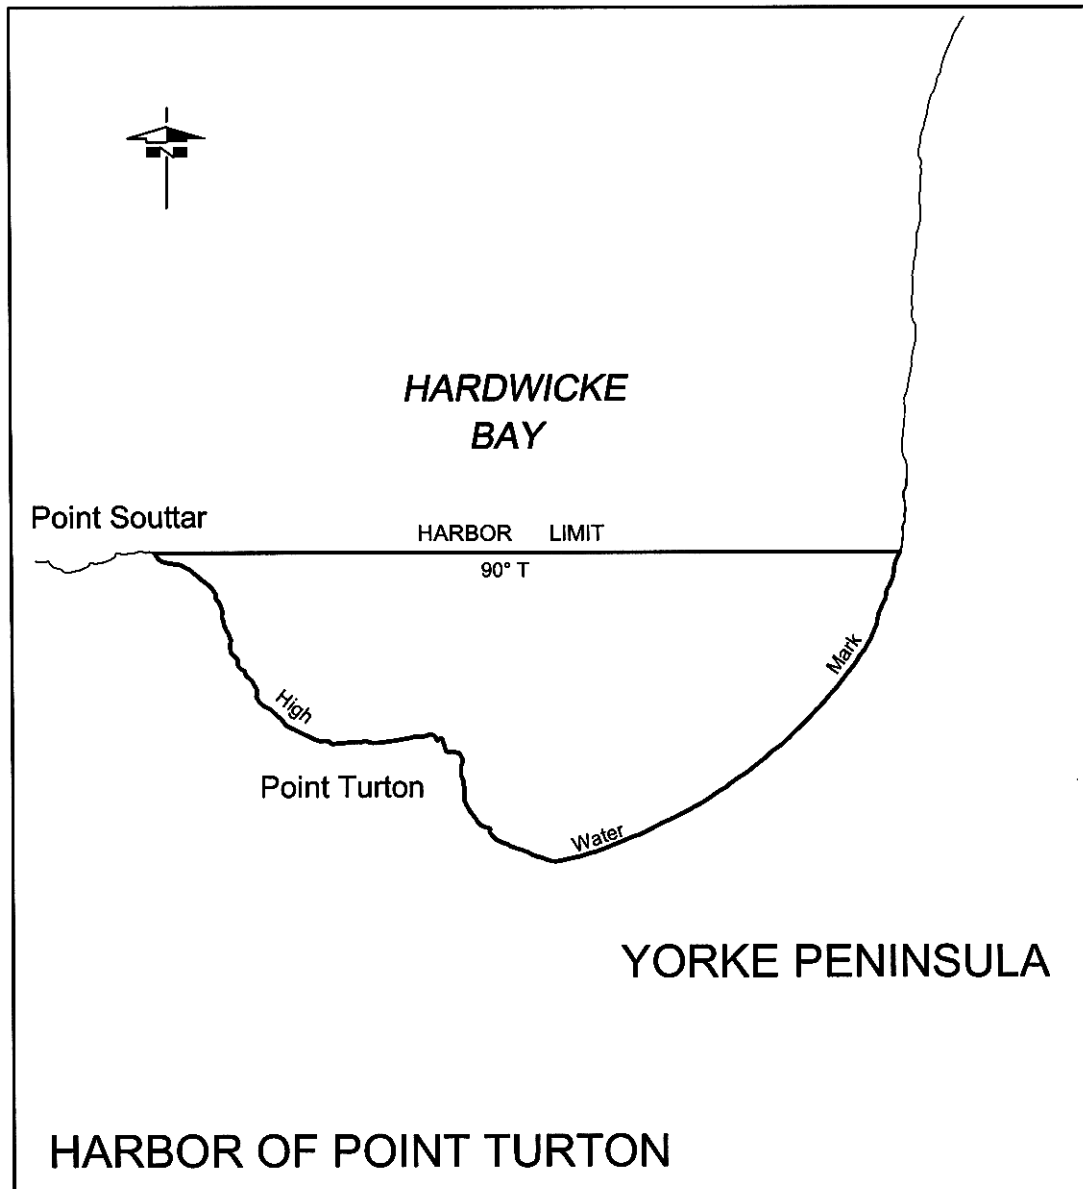 N
HARDWICKE
BAY
Point Souttar
HARBOR LIMIT
90° T
Mark
High
Point Turton
Water
YORKE PENINSULA
HARBOR OF POINT TURTON